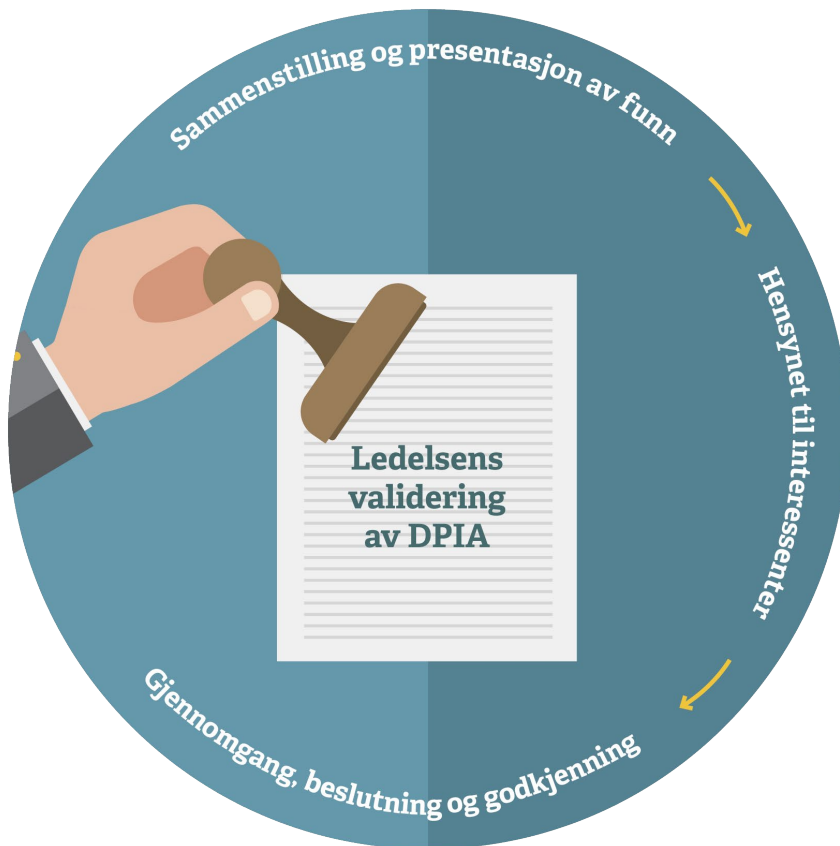 Sammenstilling og presentasjon av funn
Hensynet til interessenter
Ledelsens
validering
av DPIA
Gjennomgang, beslutning og godkjenning